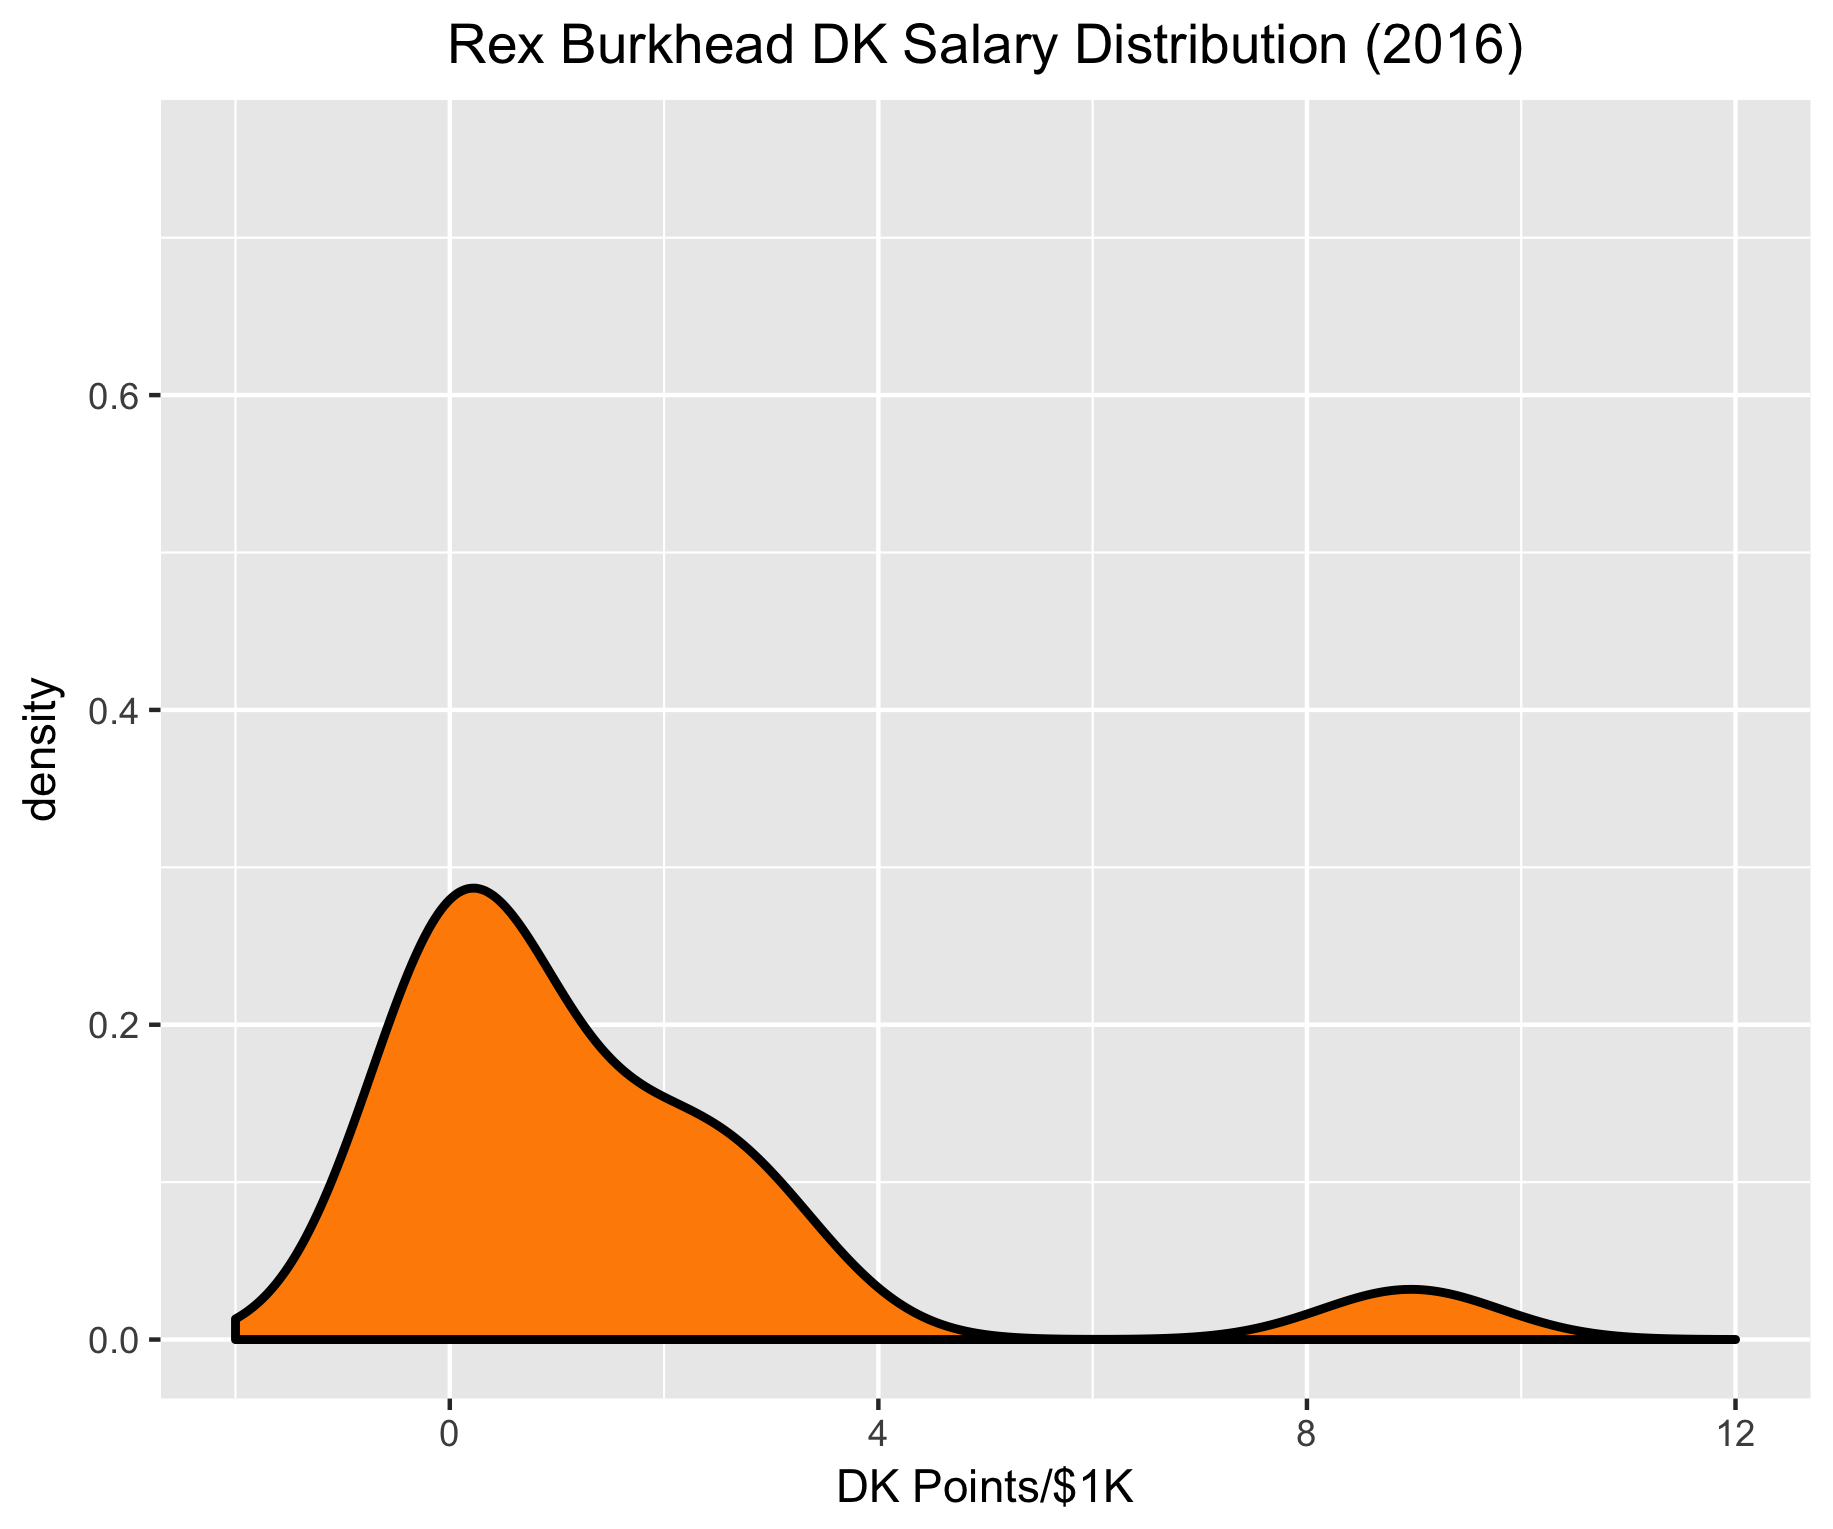 Rex Burkhead DK Salary Distribution (2016)
density
0.6
0.4
0.2
0.0
0 4 8 12
DK Points/$1K